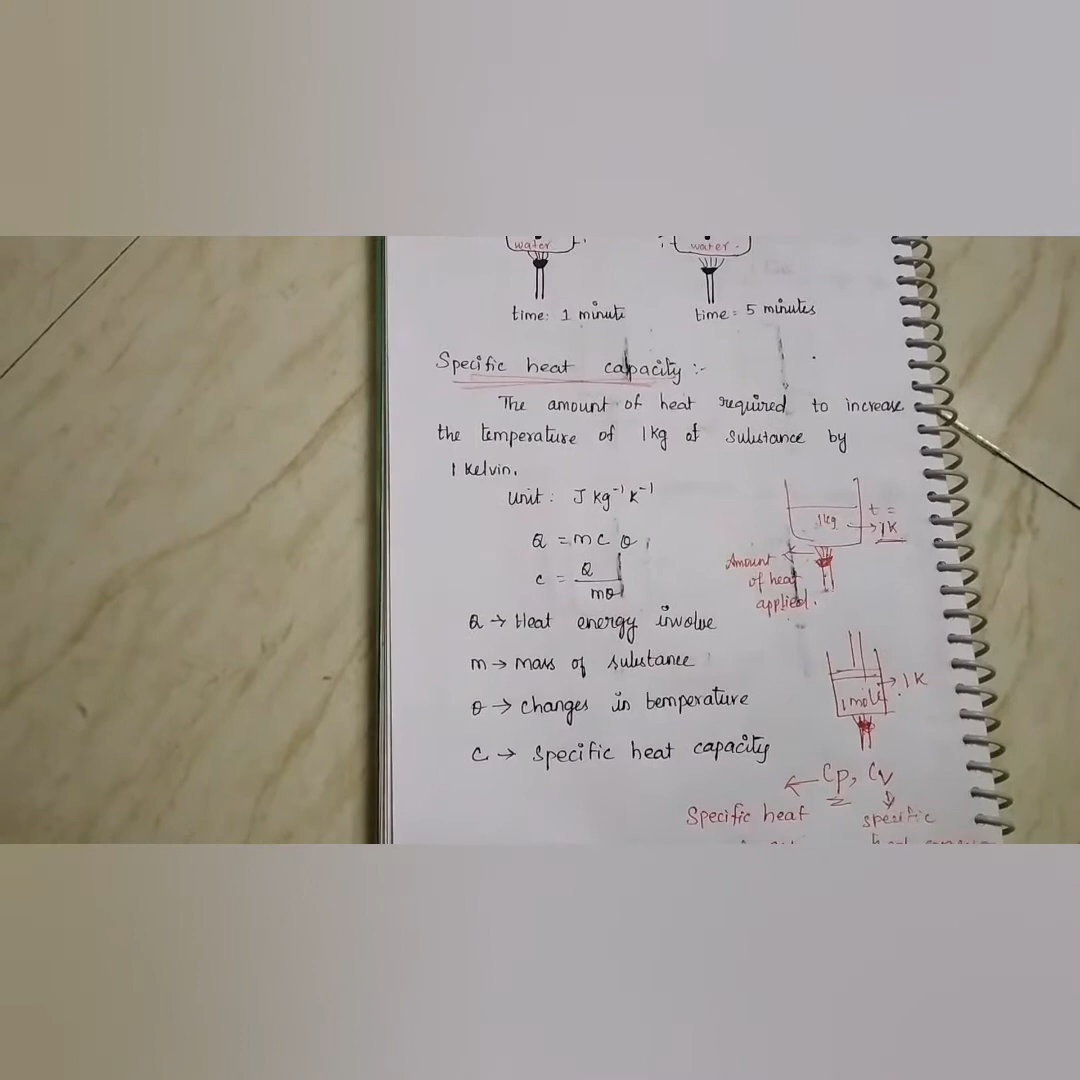 water water
time: 1 minute time = 5 minutes
Specific heat capacity :-
The amount of heat required to increase
the temperature of 1kg of substance by
1 Kelvin.
Unit: J kg⁻¹ K⁻¹
1kg t =
1K
Q = m c θ
Amount
of heat
applied.
c = Q / mθ
Q → Heat energy involve
m → mass of substance
1 mole → 1K
θ → changes in temperature
C → Specific heat capacity
← Cp, Cv
Specific heat specific